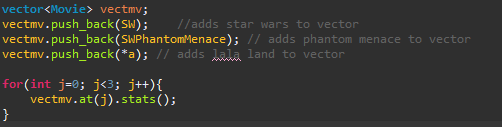 vector<Movie> vectmv;
vectmv.push_back(SW);    //adds star wars to vector
vectmv.push_back(SWPhantomMenace); // adds phantom menace to vector
vectmv.push_back(*a); // adds lala land to vector
for(int j=0; j<3; j++){
    vectmv.at(j).stats();
}